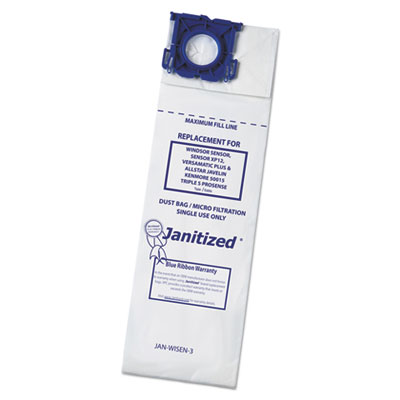 MAXIMUM FILL LINE
REPLACEMENT FOR
WINDSOR SENSOR,
SENSOR XP12,
VERSAMATIC PLUS &
ALLSTAR JAVELIN
KENMORE 50015
TRIPLE S PROSENSE
DUST BAG / MICRO FILTRATION
SINGLE USE ONLY
Janitized®
Blue Ribbon Warranty
JAN-WISEN-3